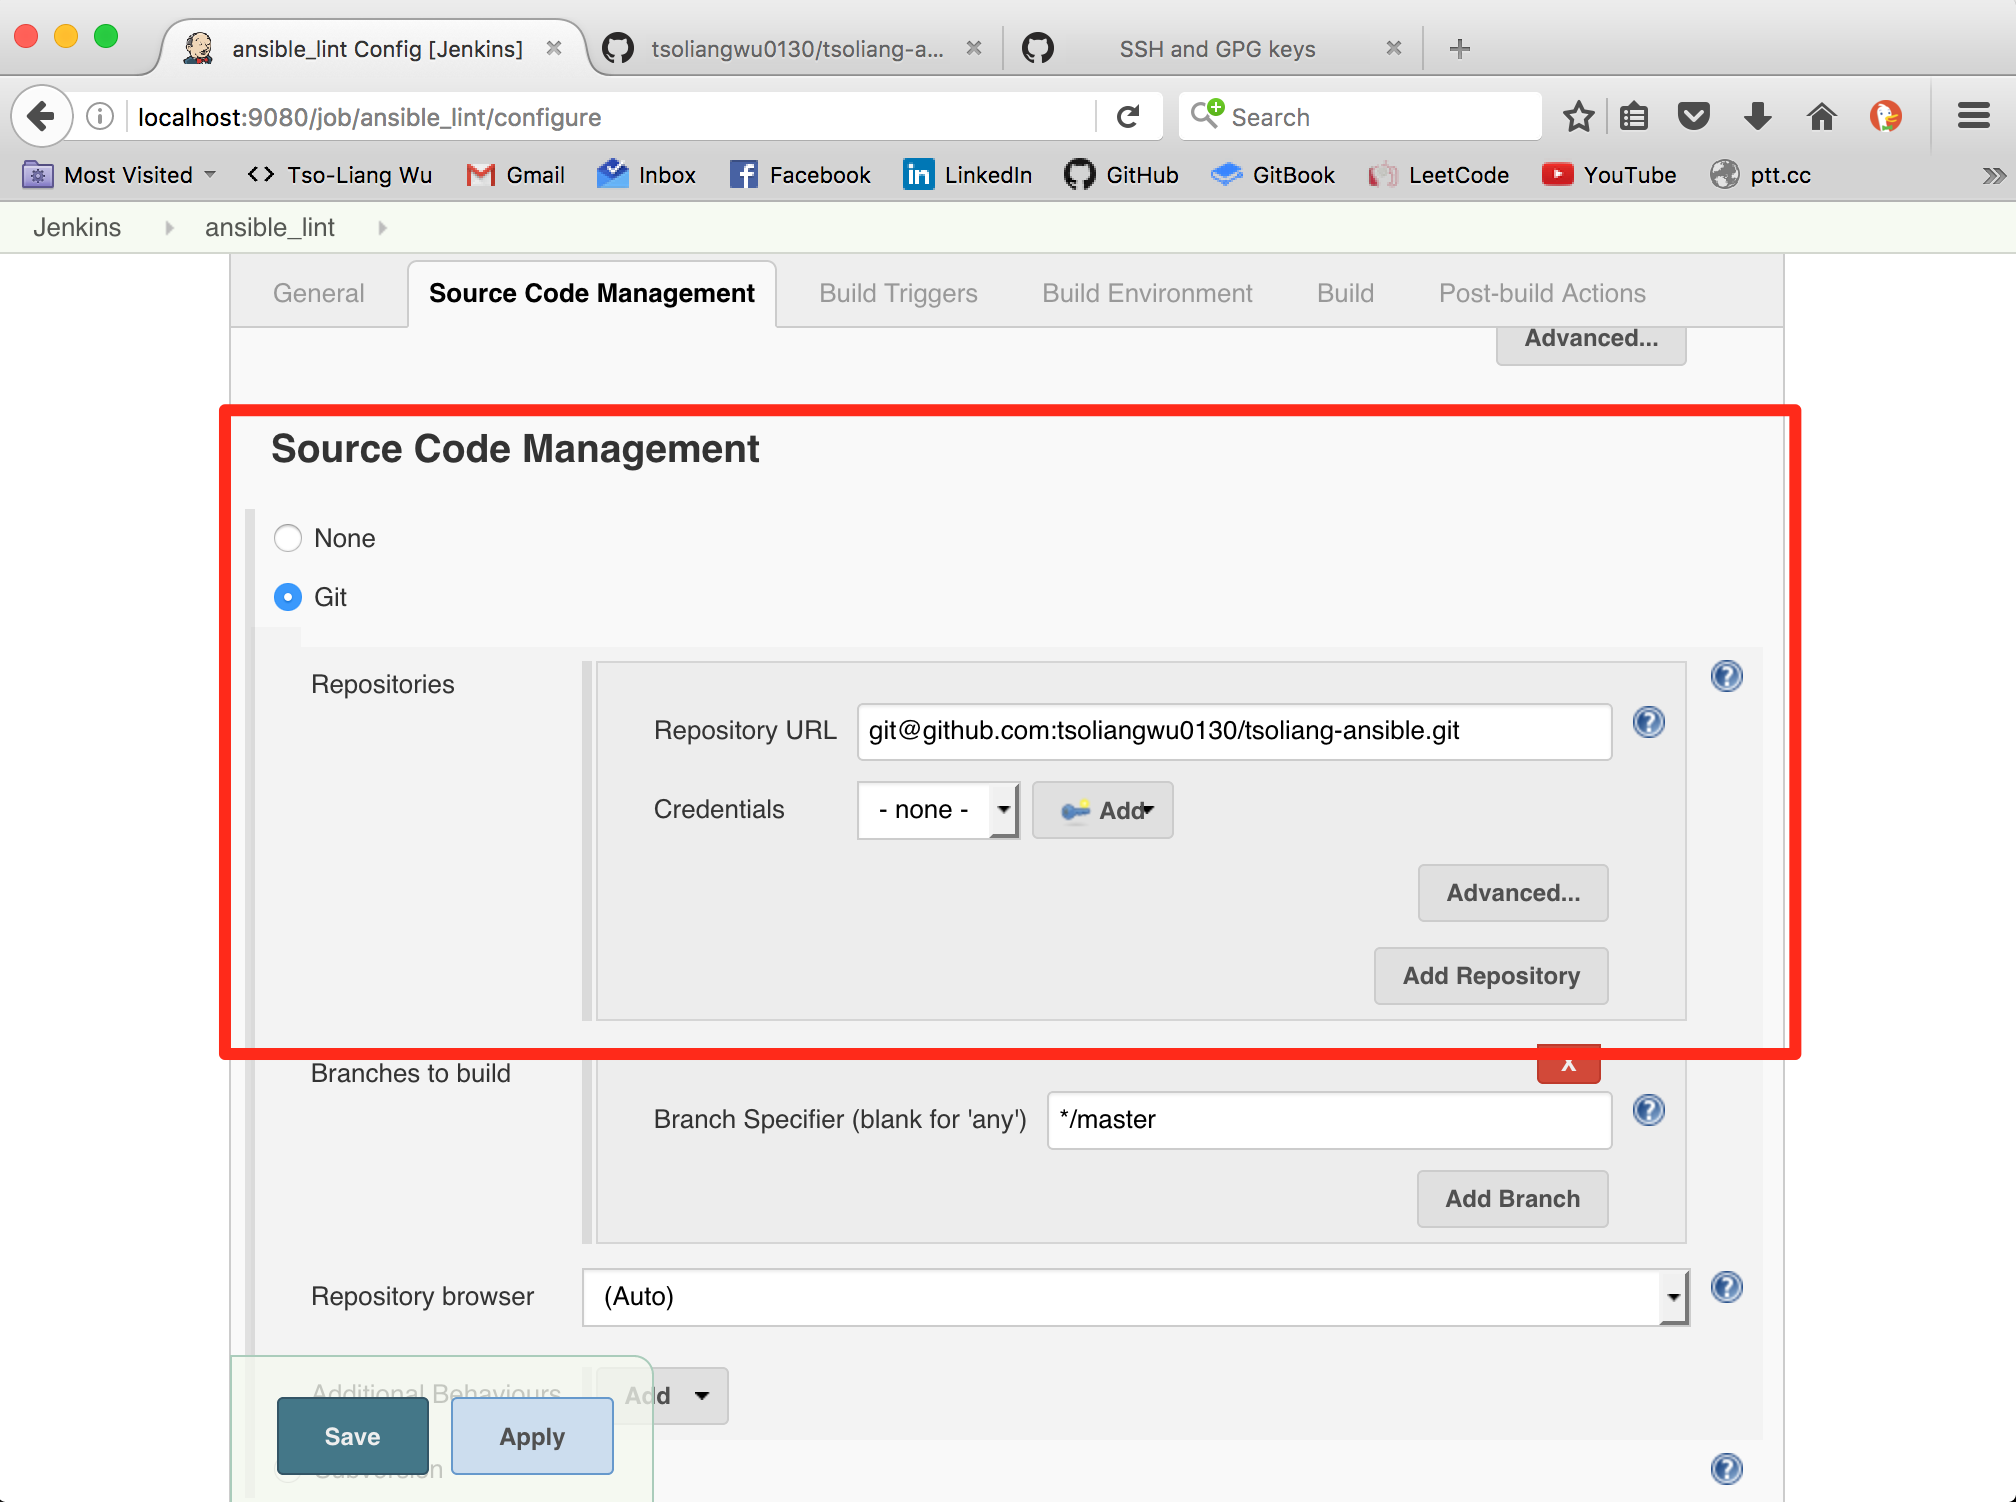 ansible_lint Config [Jenkins]
tsoliangwu0130/tsoliang-a...
SSH and GPG keys
localhost:9080/job/ansible_lint/configure
Search
Most Visited
Tso-Liang Wu
Gmail
Inbox
Facebook
LinkedIn
GitHub
GitBook
LeetCode
YouTube
ptt.cc
Jenkins
ansible_lint
General
Source Code Management
Build Triggers
Build Environment
Build
Post-build Actions
Advanced...
Source Code Management
None
Git
Repositories
Repository URL
git@github.com:tsoliangwu0130/tsoliang-ansible.git
Credentials
- none -
Add
Advanced...
Add Repository
X
Branches to build
Branch Specifier (blank for 'any')
*/master
Add Branch
Repository browser
(Auto)
Additional Behaviours
Add
Save
Apply
Subversion